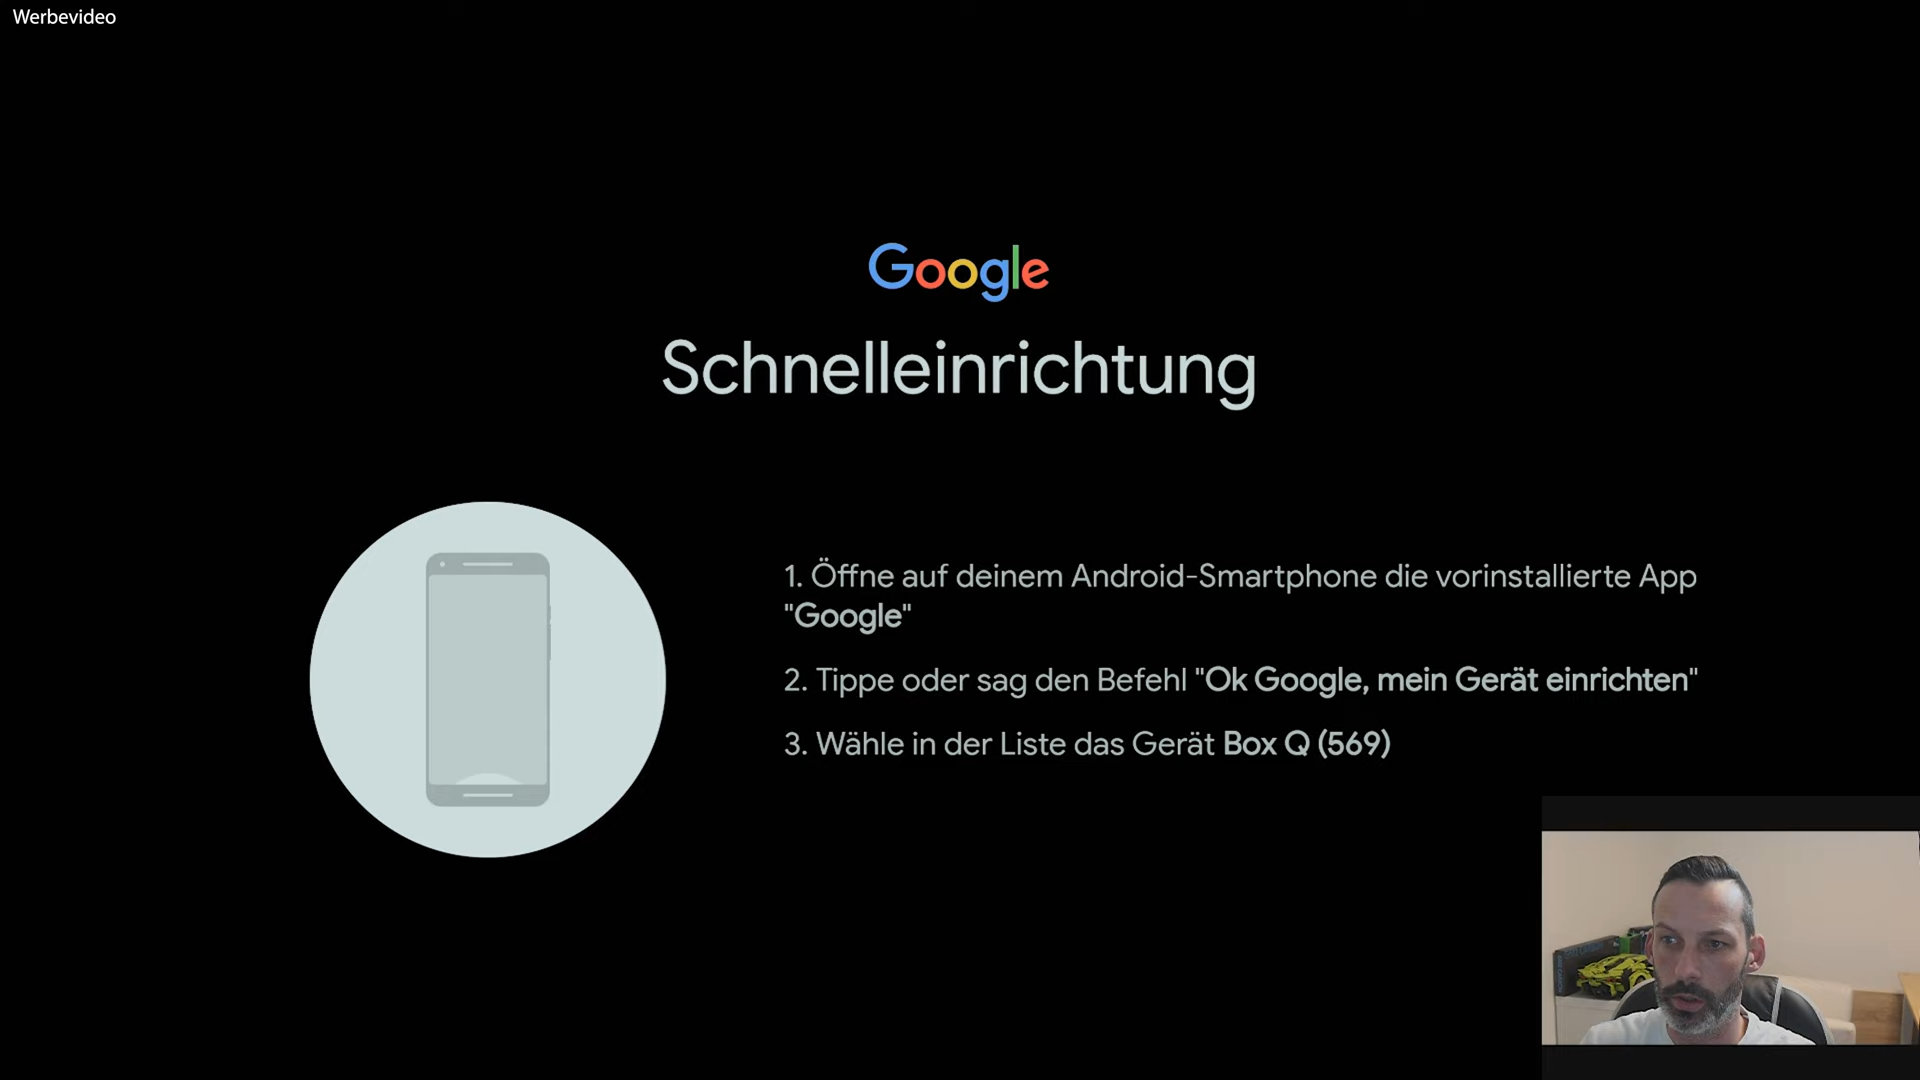 Werbevideo
Google
Schnelleinrichtung
1. Öffne auf deinem Android-Smartphone die vorinstallierte App
"Google"
2. Tippe oder sag den Befehl "Ok Google, mein Gerät einrichten"
3. Wähle in der Liste das Gerät Box Q (569)